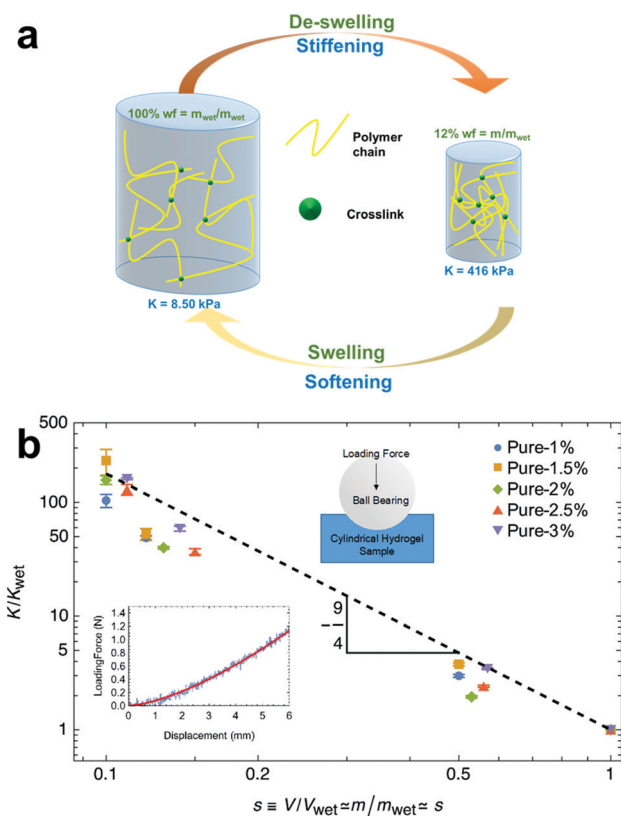 a
De-swelling
Stiffening
100% wf = mwet/mwet
12% wf = m/mwet
Polymer
chain
Crosslink
K = 8.50 kPa
K = 416 kPa
Swelling
Softening
b
500
100
50
10
5
1
K/Kwet
Loading Force
Ball Bearing
Cylindrical Hydrogel
Sample
Pure-1%
Pure-1.5%
Pure-2%
Pure-2.5%
Pure-3%
9
4
1.4
1.2
1.0
0.8
0.6
0.4
0.2
0.0
LoadingForce (N)
0 1 2 3 4 5 6
Displacement (mm)
0.1 0.2 0.5 1
s ≡ V/Vwet≃m/mwet≃ s